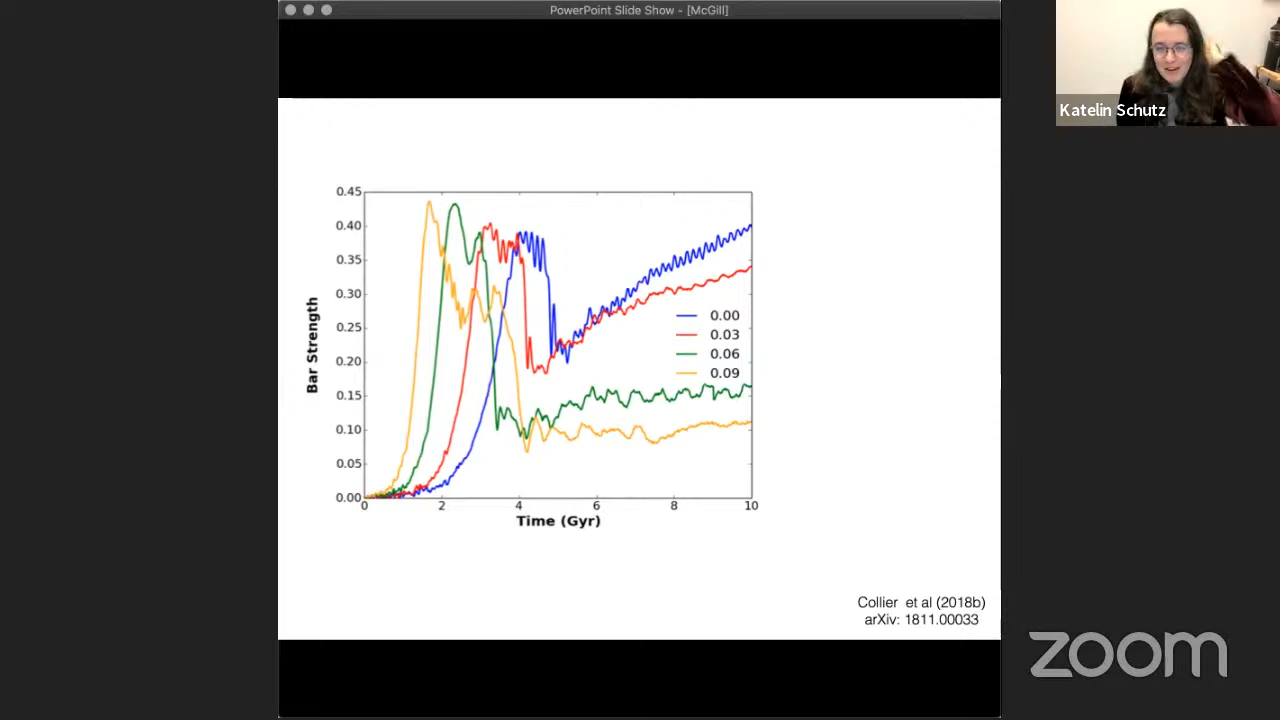 PowerPoint Slide Show - [McGill]
Katelin Schutz
0.45
0.40
0.35
0.30
0.25
0.20
0.15
0.10
0.05
0.00
Bar Strength
0.00
0.03
0.06
0.09
0 2 4 6 8 10
Time (Gyr)
Collier et al (2018b)
arXiv: 1811.00033
zoom